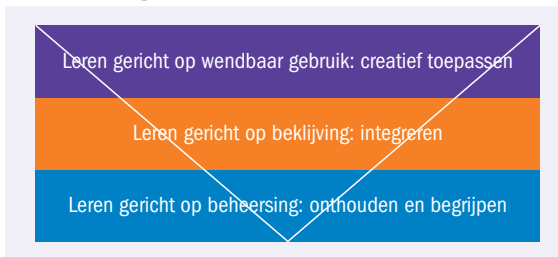 Leren gericht op wendbaar gebruik: creatief toepassen
Leren gericht op beklijving: integreren
Leren gericht op beheersing: onthouden en begrijpen